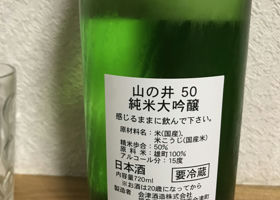 山の井 50
純米大吟醸
感じるままに飲んで下さい。
原材料名：米(国産)、
米こうじ(国産米)
精米歩合：50%
原料米：雄町100%
アルコール分：15度
日本酒
要冷蔵
内容量720ml
※お酒は20歳になってから
製造者 会津酒造株式会社